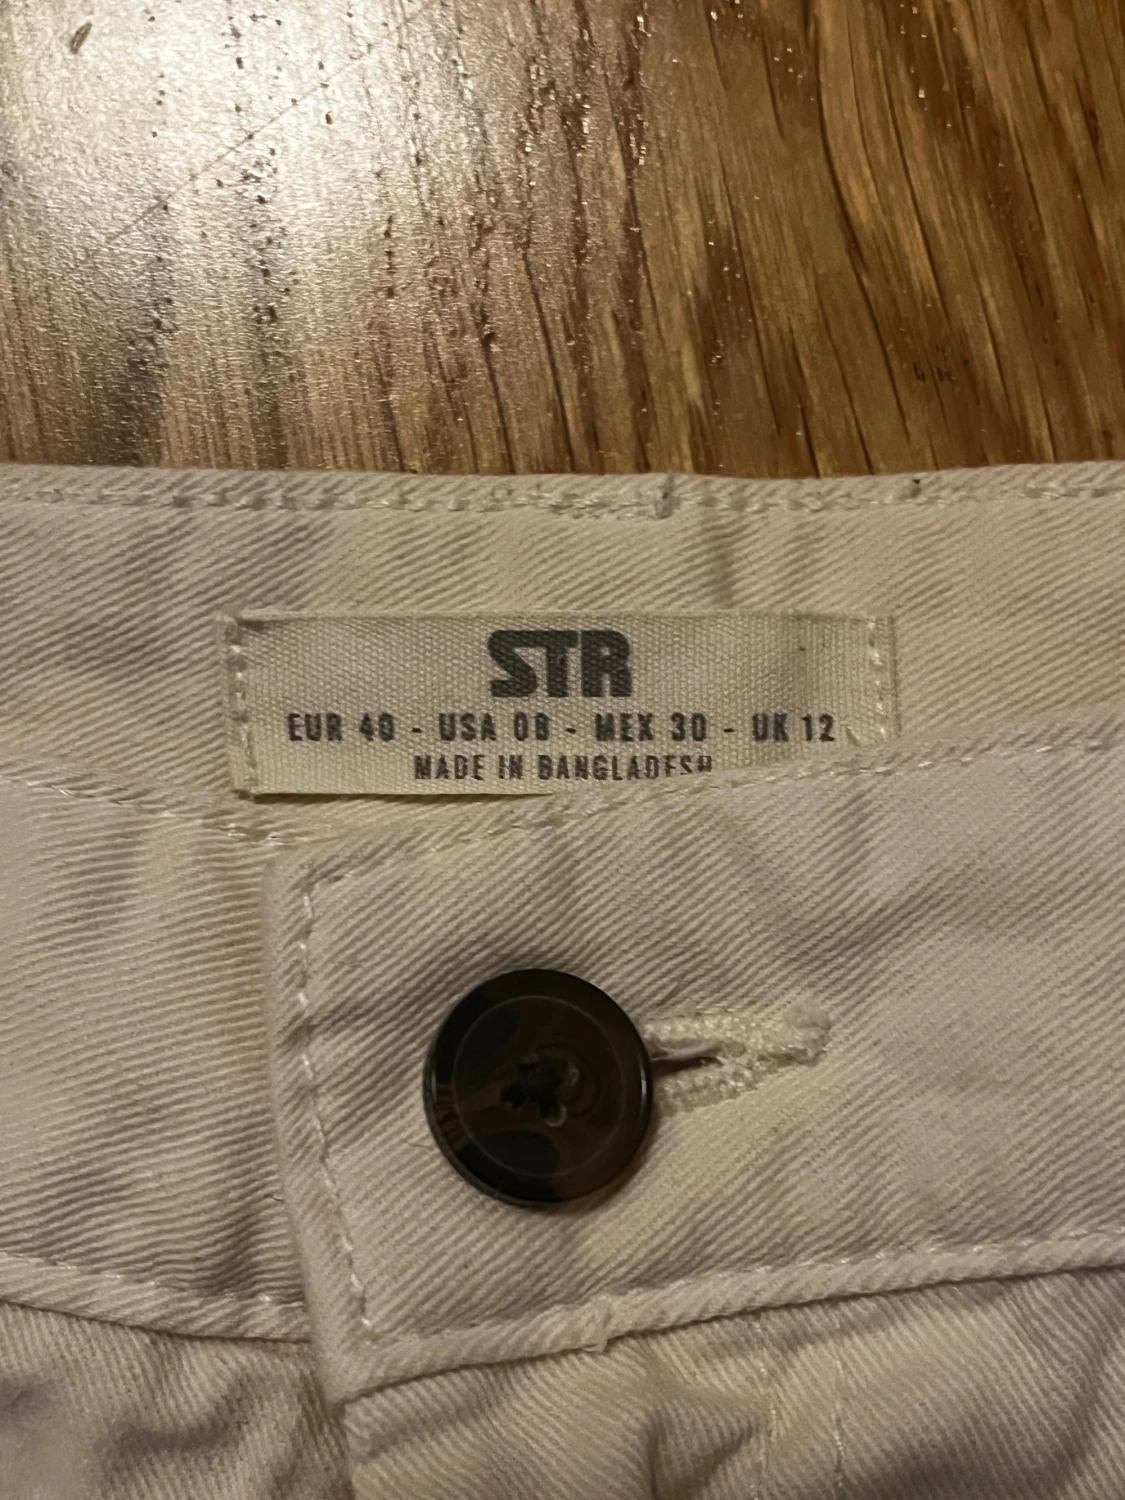 STR
EUR 40 - USA 08 - MEX 30 - UK 12
MADE IN BANGLADESH